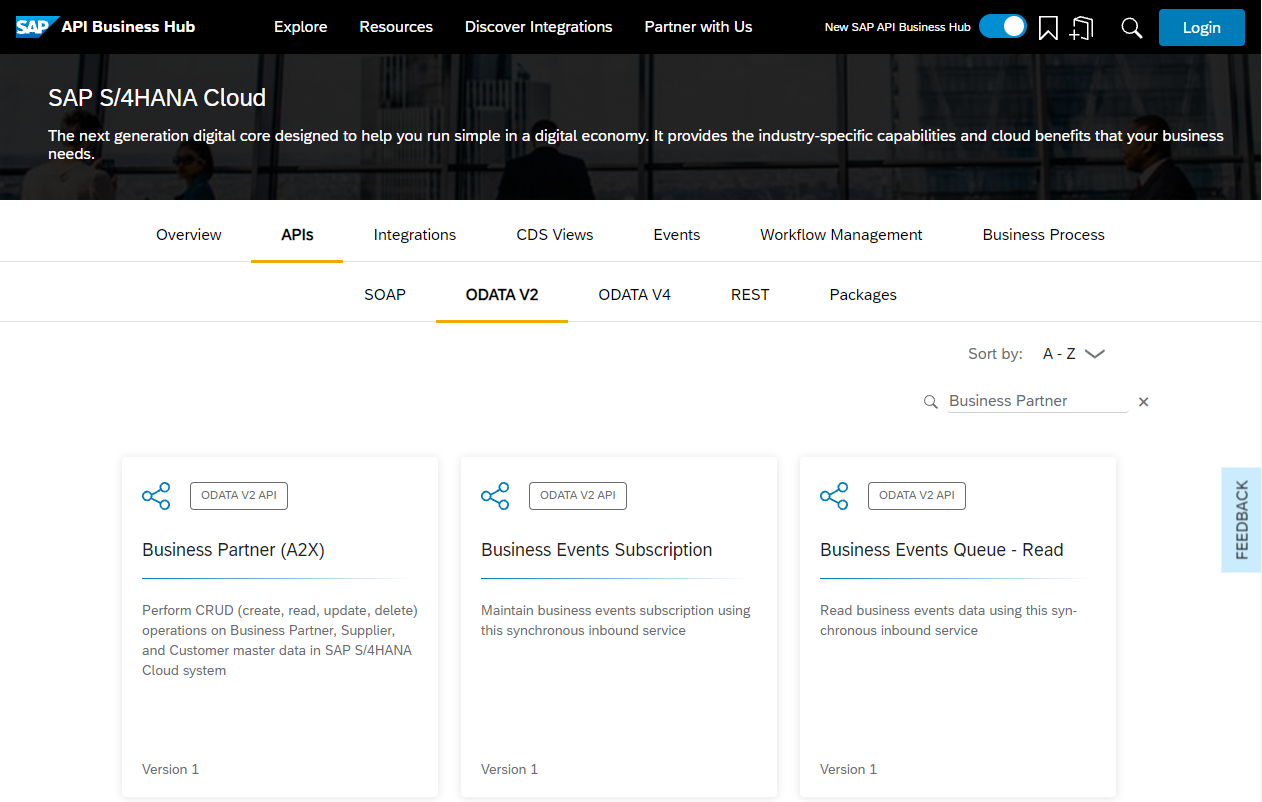 SAP API Business Hub
Explore
Resources
Discover Integrations
Partner with Us
New SAP API Business Hub
Login
SAP S/4HANA Cloud
The next generation digital core designed to help you run simple in a digital economy. It provides the industry-specific capabilities and cloud benefits that your business
needs.
Overview
APIs
Integrations
CDS Views
Events
Workflow Management
Business Process
SOAP
ODATA V2
ODATA V4
REST
Packages
Sort by: A - Z
Business Partner
ODATA V2 API
Business Partner (A2X)
Perform CRUD (create, read, update, delete)
operations on Business Partner, Supplier,
and Customer master data in SAP S/4HANA
Cloud system
Version 1
ODATA V2 API
Business Events Subscription
Maintain business events subscription using
this synchronous inbound service
Version 1
ODATA V2 API
Business Events Queue - Read
Read business events data using this syn-
chronous inbound service
Version 1
FEEDBACK